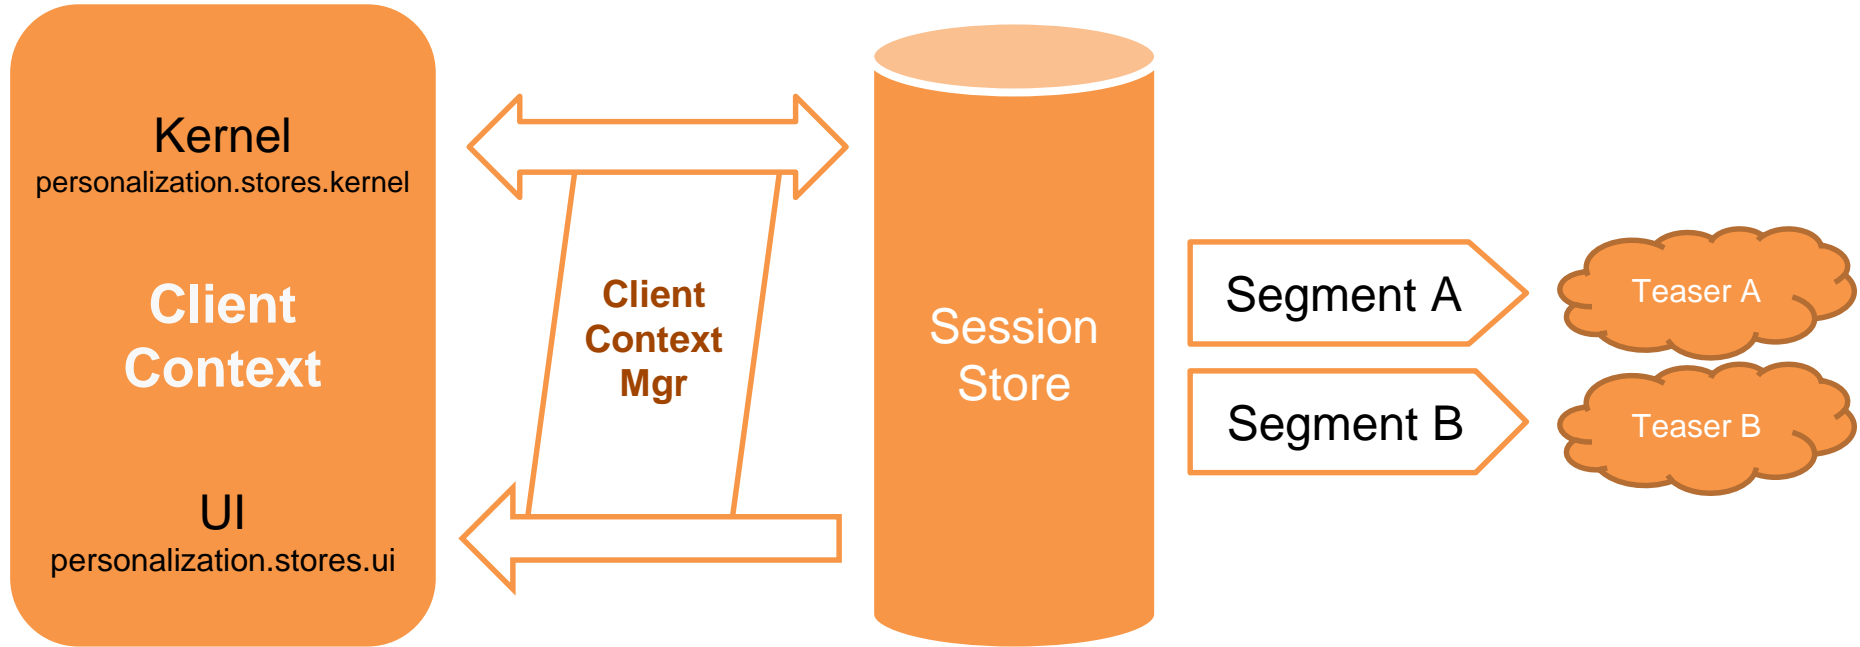 Kernel
personalization.stores.kernel
Client
Context
UI
personalization.stores.ui
Client
Context
Mgr
Session
Store
Segment A
Teaser A
Segment B
Teaser B